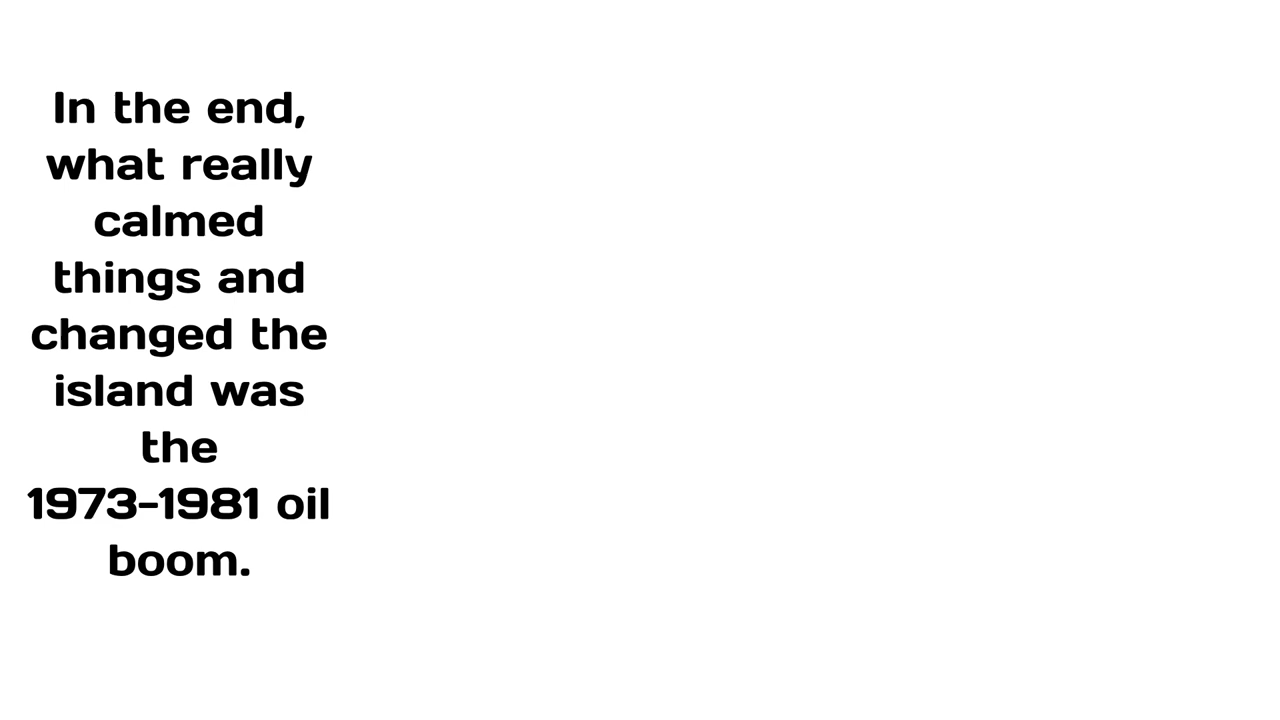 In the end,
what really
calmed
things and
changed the
island was
the
1973-1981 oil
boom.